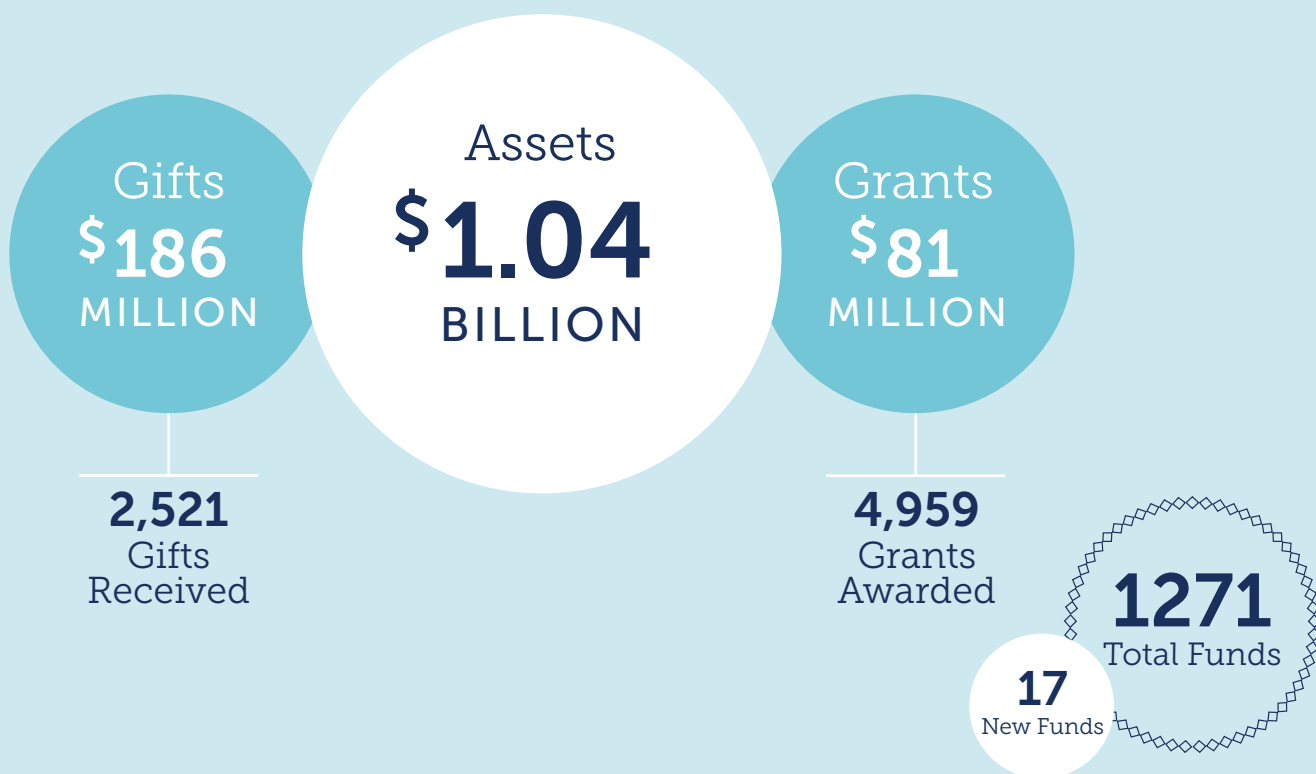 Gifts
$186
MILLION
Assets
$1.04
BILLION
Grants
$81
MILLION
2,521
Gifts
Received
4,959
Grants
Awarded
1271
Total Funds
17
New Funds